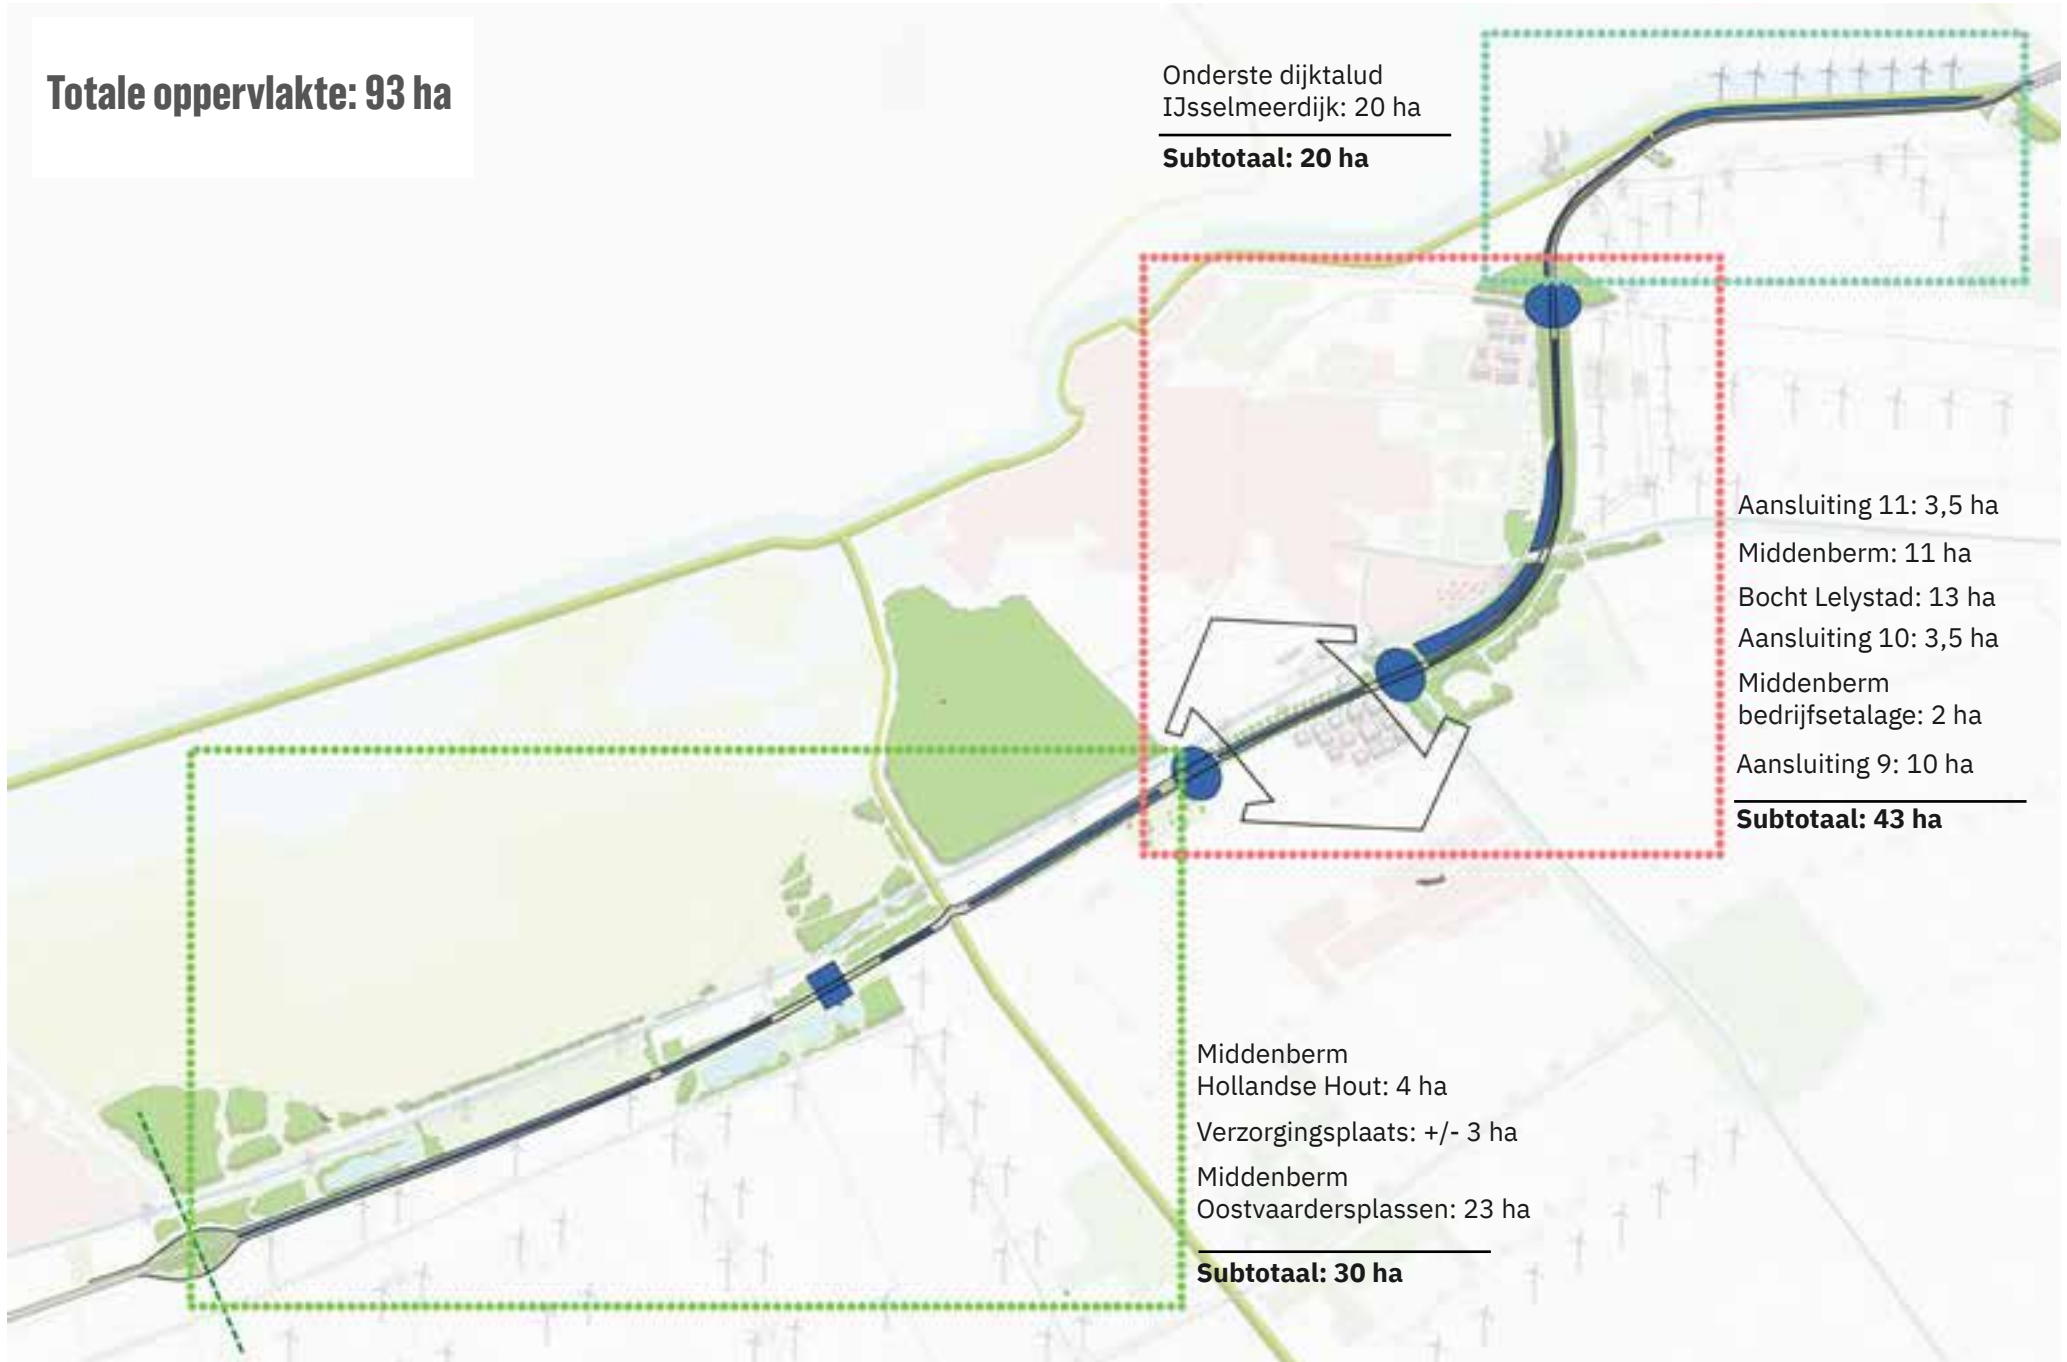 Totale oppervlakte: 93 ha
Onderste dijktalud
IJsselmeerdijk: 20 ha
Subtotaal: 20 ha
Aansluiting 11: 3,5 ha
Middenberm: 11 ha
Bocht Lelystad: 13 ha
Aansluiting 10: 3,5 ha
Middenberm
bedrijfsetalage: 2 ha
Aansluiting 9: 10 ha
Subtotaal: 43 ha
Middenberm
Hollandse Hout: 4 ha
Verzorgingsplaats: +/- 3 ha
Middenberm
Oostvaardersplassen: 23 ha
Subtotaal: 30 ha